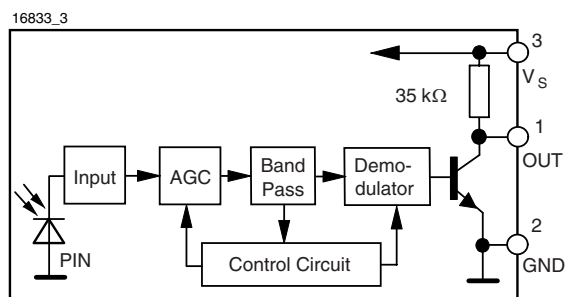 16833_3
3
V S
35 kΩ
1
OUT
Input
AGC
Band
Pass
Demo-
dulator
2
GND
PIN
Control Circuit